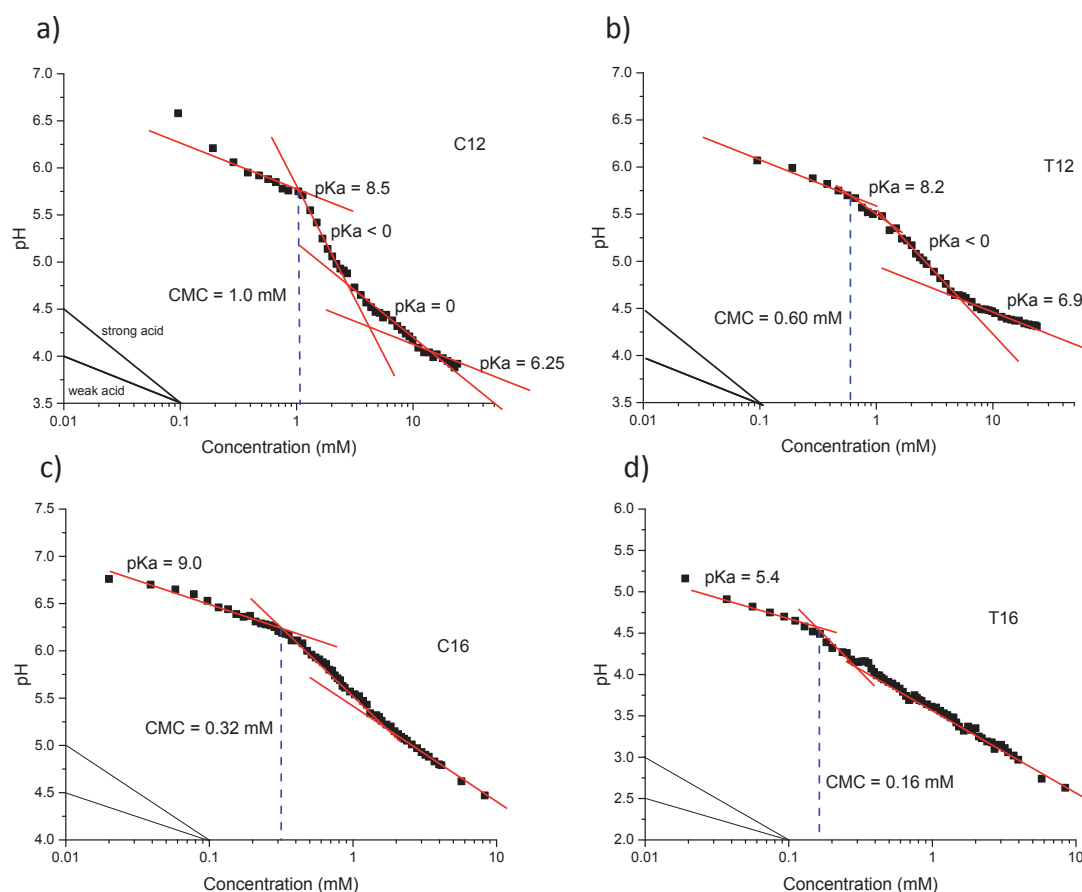 a)
7.0
6.5
6.0
5.5
5.0
4.5
4.0
3.5
pH
C12
pKa = 8.5
pKa < 0
CMC = 1.0 mM
pKa = 0
pKa = 6.25
strong acid
weak acid
0.01 0.1 1 10
Concentration (mM)
b)
7.0
6.5
6.0
5.5
5.0
4.5
4.0
3.5
pH
T12
pKa = 8.2
pKa < 0
CMC = 0.60 mM
pKa = 6.9
0.01 0.1 1 10
Concentration (mM)
c)
7.5
7.0
6.5
6.0
5.5
5.0
4.5
4.0
pH
pKa = 9.0
C16
CMC = 0.32 mM
0.01 0.1 1 10
Concentration (mM)
d)
6.0
5.5
5.0
4.5
4.0
3.5
3.0
2.5
2.0
pH
pKa = 5.4
T16
CMC = 0.16 mM
0.01 0.1 1 10
Concentration (mM)